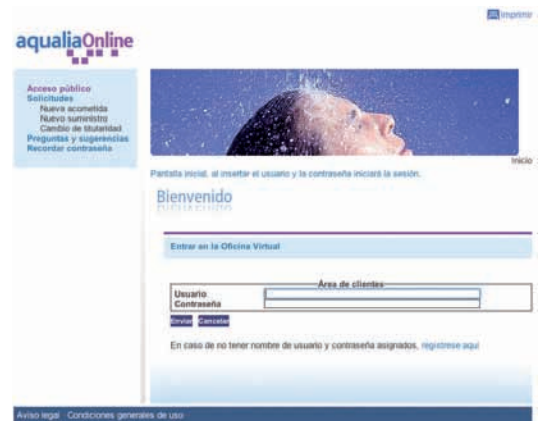 imprimir
aqualiaOnline
Acceso público
Solicitudes
Nueva acometida
Nuevo suministro
Cambio de titularidad
Preguntas y sugerencias
Recordar contraseña
Inicio
Pantalla inicial, al insertar el usuario y la contraseña iniciará la sesión.
Bienvenido
Entrar en la Oficina Virtual
Área de clientes
Usuario
Contraseña
Enviar Cancelar
En caso de no tener nombre de usuario y contraseña asignados, regístrese aquí
Aviso legal Condiciones generales de uso